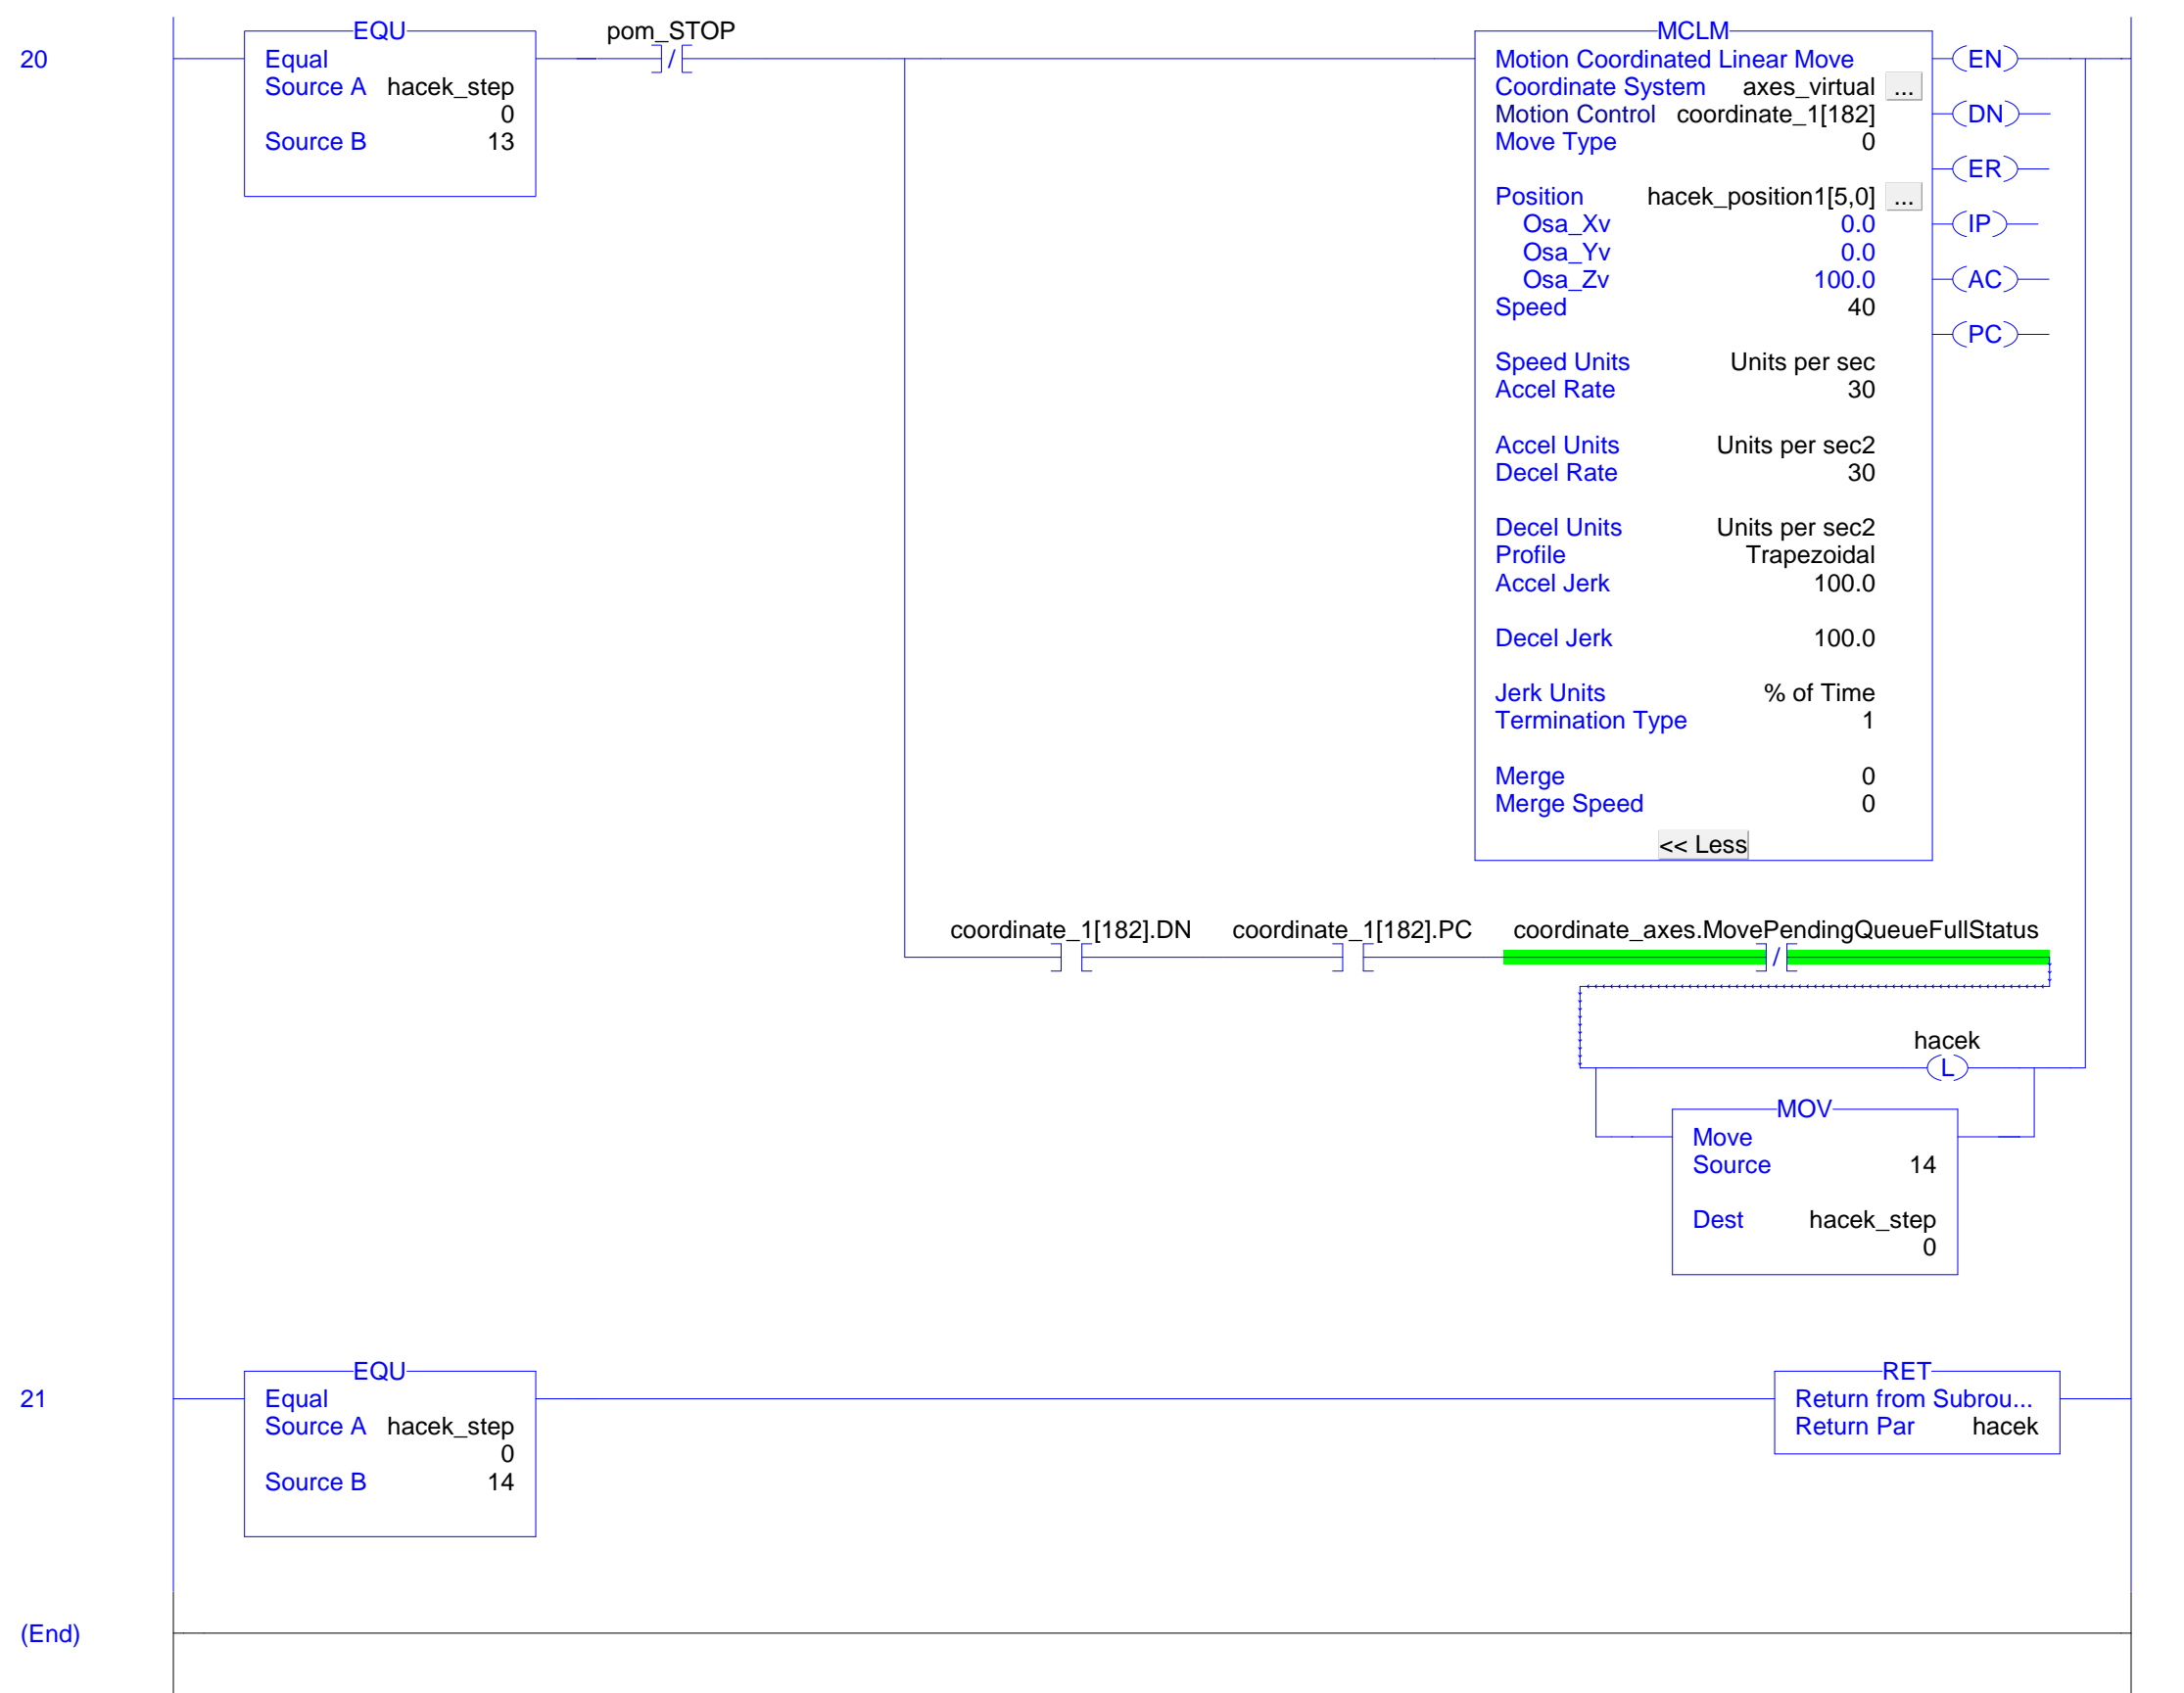 20
EQU
Equal
Source A hacek_step
0
Source B 13
pom_STOP
/
MCLM
Motion Coordinated Linear Move
Coordinate System axes_virtual ...
Motion Control coordinate_1[182]
Move Type 0
Position hacek_position1[5,0] ...
Osa_Xv 0.0
Osa_Yv 0.0
Osa_Zv 100.0
Speed 40
Speed Units Units per sec
Accel Rate 30
Accel Units Units per sec2
Decel Rate 30
Decel Units Units per sec2
Profile Trapezoidal
Accel Jerk 100.0
Decel Jerk 100.0
Jerk Units % of Time
Termination Type 1
Merge 0
Merge Speed 0
<< Less
EN
DN
ER
IP
AC
PC
coordinate_1[182].DN
coordinate_1[182].PC
coordinate_axes.MovePendingQueueFullStatus
/
hacek
L
MOV
Move
Source 14
Dest hacek_step
0
21
EQU
Equal
Source A hacek_step
0
Source B 14
RET
Return from Subrou...
Return Par hacek
(End)